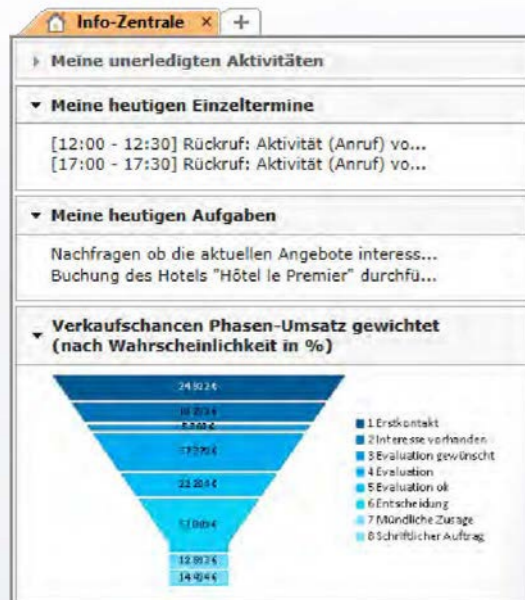 Info-Zentrale × +
Meine unerledigten Aktivitäten
Meine heutigen Einzeltermine
[12:00 - 12:30] Rückruf: Aktivität (Anruf) vo...
[17:00 - 17:30] Rückruf: Aktivität (Anruf) vo...
Meine heutigen Aufgaben
Nachfragen ob die aktuellen Angebote interess...
Buchung des Hotels "Hôtel le Premier" durchfü...
Verkaufschancen Phasen-Umsatz gewichtet
(nach Wahrscheinlichkeit in %)
1 Erstkontakt
2 Interesse vorhanden
3 Evaluation gewünscht
4 Evaluation
5 Evaluation ok
6 Entscheidung
7 Mündliche Zusage
8 Schriftlicher Auftrag